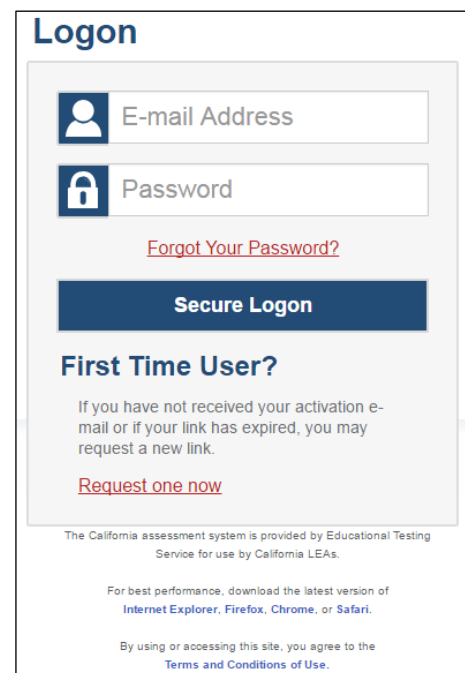 Logon
E-mail Address
Password
Forgot Your Password?
Secure Logon
First Time User?
If you have not received your activation e-
mail or if your link has expired, you may
request a new link.
Request one now
The California assessment system is provided by Educational Testing
Service for use by California LEAs.
For best performance, download the latest version of
Internet Explorer, Firefox, Chrome, or Safari.
By using or accessing this site, you agree to the
Terms and Conditions of Use.